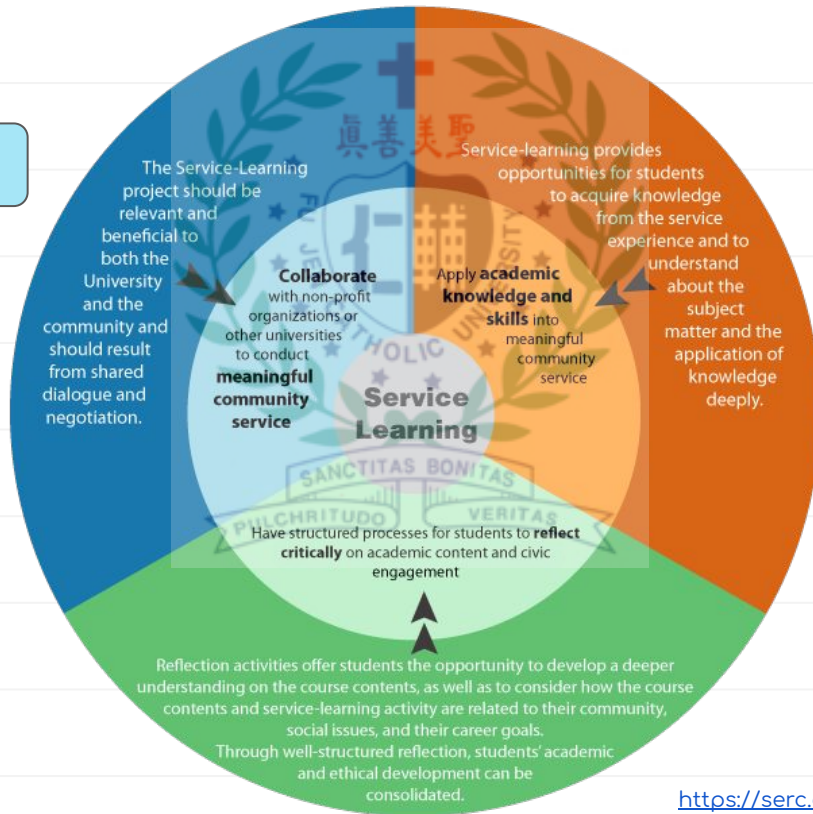 The Service-Learning
project should be
relevant and
beneficial to
both the
University
and the
community and
should result
from shared
dialogue and
negotiation.
Service-learning provides
opportunities for students
to acquire knowledge
from the service
experience and to
understand
about the
subject
matter and the
application of
knowledge
deeply.
Collaborate
with non-profit
organizations or
other universities
to conduct
meaningful
community
service
Apply academic
knowledge and
skills into
meaningful
community
service
Service
Learning
Have structured processes for students to reflect
critically on academic content and civic
engagement
Reflection activities offer students the opportunity to develop a deeper
understanding on the course contents, as well as to consider how the course
contents and service-learning activity are related to their community,
social issues, and their career goals.
Through well-structured reflection, students' academic
and ethical development can be
consolidated.
眞善美聖
FU JEN CATHOLIC UNIVERSITY
仁輔
SANCTITAS BONITAS
PULCHRITUDO VERITAS
https://serc.